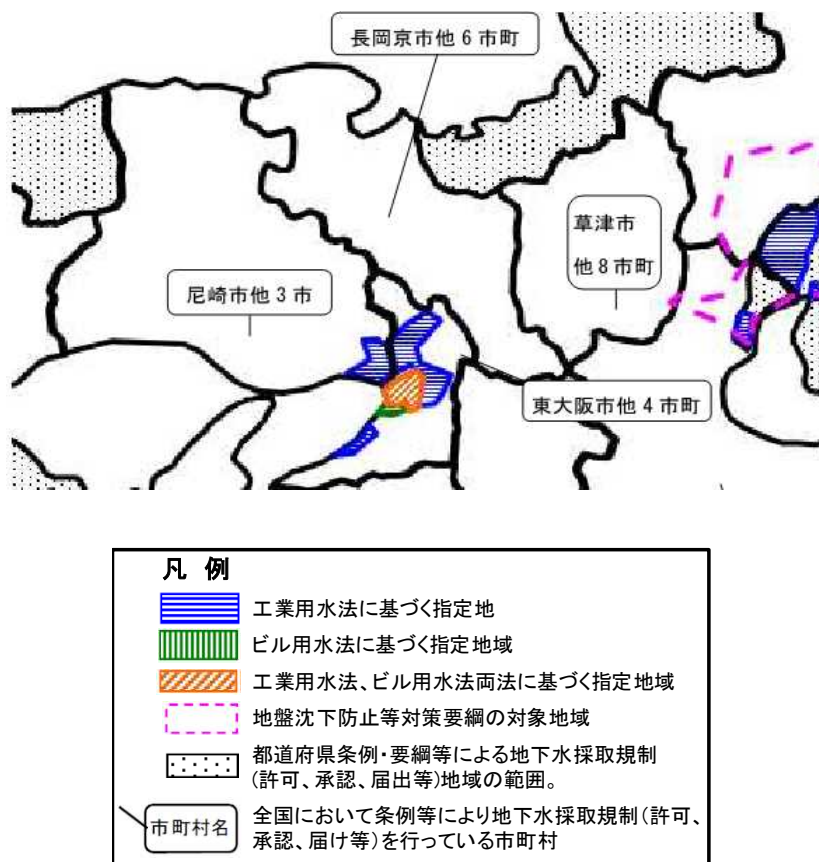 長岡京市他6市町
草津市
他8市町
尼崎市他3市
東大阪市他4市町
凡 例
工業用水法に基づく指定地
ビル用水法に基づく指定地域
工業用水法、ビル用水法両法に基づく指定地域
地盤沈下防止等対策要綱の対象地域
都道府県条例・要綱等による地下水採取規制
(許可、承認、届出等)地域の範囲。
市町村名
全国において条例等により地下水採取規制(許可、
承認、届け等)を行っている市町村